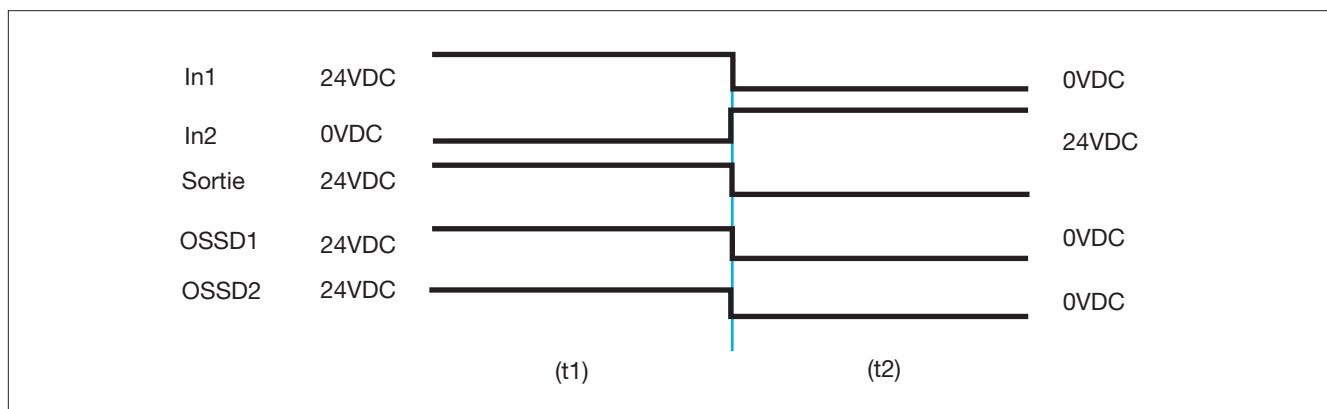 In1 24VDC 0VDC
In2 0VDC 24VDC
Sortie 24VDC
OSSD1 24VDC 0VDC
OSSD2 24VDC 0VDC
(t1) (t2)